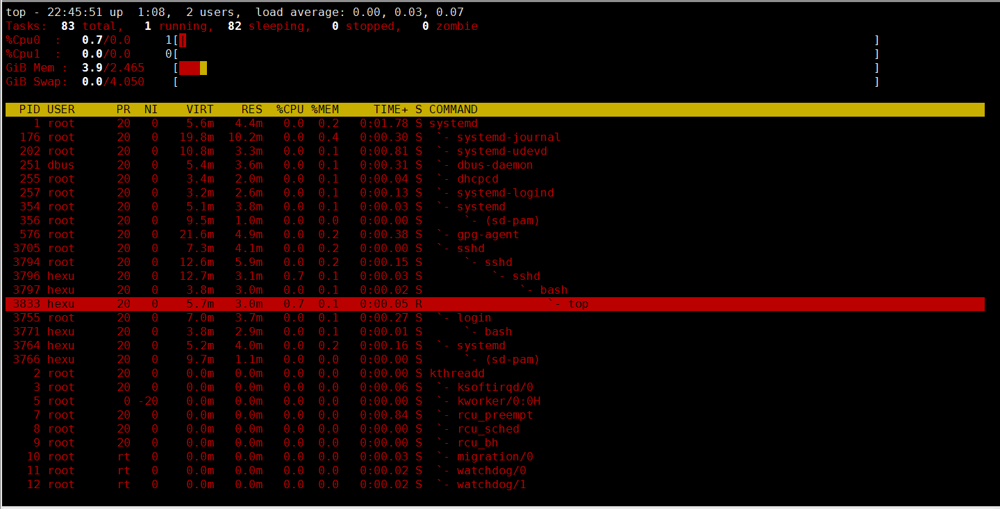 top - 22:45:51 up  1:08,  2 users,  load average: 0.00, 0.03, 0.07
Tasks:  83 total,   1 running,  82 sleeping,   0 stopped,   0 zombie
%Cpu0  :   0.7/0.0     1[|                                                                                                    ]
%Cpu1  :   0.0/0.0     0[                                                                                                    ]
GiB Mem :  3.9/2.465    [                                                                                                    ]
GiB Swap:  0.0/4.050    [                                                                                                    ]
  PID USER      PR  NI    VIRT    RES  %CPU %MEM     TIME+ S COMMAND
    1 root      20   0    5.6m   4.4m   0.0  0.2   0:01.78 S systemd
  176 root      20   0   19.8m  10.2m   0.0  0.4   0:00.30 S  `- systemd-journal
  202 root      20   0   10.8m   3.3m   0.0  0.1   0:00.81 S  `- systemd-udevd
  251 dbus      20   0    5.4m   3.6m   0.0  0.1   0:00.31 S  `- dbus-daemon
  255 root      20   0    3.4m   2.0m   0.0  0.1   0:00.04 S  `- dhcpcd
  257 root      20   0    3.2m   2.6m   0.0  0.1   0:00.13 S  `- systemd-logind
  354 root      20   0    5.1m   3.8m   0.0  0.1   0:00.03 S  `- systemd
  356 root      20   0    9.5m   1.0m   0.0  0.0   0:00.00 S      `- (sd-pam)
  576 root      20   0   21.6m   4.9m   0.0  0.2   0:00.38 S  `- gpg-agent
 3705 root      20   0    7.3m   4.1m   0.0  0.2   0:00.00 S  `- sshd
 3794 root      20   0   12.6m   5.9m   0.0  0.2   0:00.15 S      `- sshd
 3796 hexu      20   0   12.7m   3.1m   0.7  0.1   0:00.03 S          `- sshd
 3797 hexu      20   0    3.8m   3.0m   0.0  0.1   0:00.02 S              `- bash
 3833 hexu      20   0    5.7m   3.0m   0.7  0.1   0:00.05 R                  `- top
 3755 root      20   0    7.0m   3.7m   0.0  0.1   0:00.27 S  `- login
 3771 hexu      20   0    3.8m   2.9m   0.0  0.1   0:00.01 S      `- bash
 3764 hexu      20   0    5.2m   4.0m   0.0  0.2   0:00.16 S  `- systemd
 3766 hexu      20   0    9.7m   1.1m   0.0  0.0   0:00.00 S      `- (sd-pam)
    2 root      20   0    0.0m   0.0m   0.0  0.0   0:00.00 S kthreadd
    3 root      20   0    0.0m   0.0m   0.0  0.0   0:00.06 S  `- ksoftirqd/0
    5 root       0 -20    0.0m   0.0m   0.0  0.0   0:00.00 S  `- kworker/0:0H
    7 root      20   0    0.0m   0.0m   0.0  0.0   0:00.84 S  `- rcu_preempt
    8 root      20   0    0.0m   0.0m   0.0  0.0   0:00.00 S  `- rcu_sched
    9 root      20   0    0.0m   0.0m   0.0  0.0   0:00.00 S  `- rcu_bh
   10 root      rt   0    0.0m   0.0m   0.0  0.0   0:00.03 S  `- migration/0
   11 root      rt   0    0.0m   0.0m   0.0  0.0   0:00.02 S  `- watchdog/0
   12 root      rt   0    0.0m   0.0m   0.0  0.0   0:00.02 S  `- watchdog/1